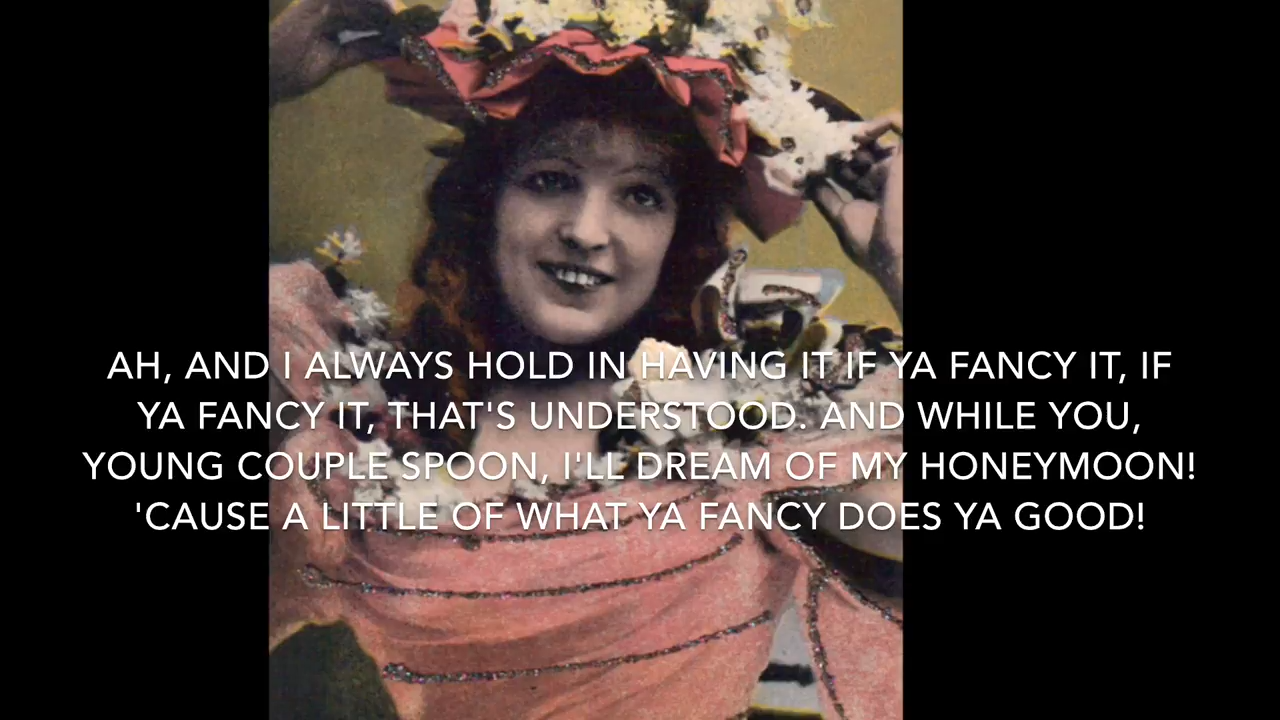 AH, AND I ALWAYS HOLD IN HAVING IT IF YA FANCY IT, IF
YA FANCY IT, THAT'S UNDERSTOOD. AND WHILE YOU,
YOUNG COUPLE SPOON, I'LL DREAM OF MY HONEYMOON!
'CAUSE A LITTLE OF WHAT YA FANCY DOES YA GOOD!